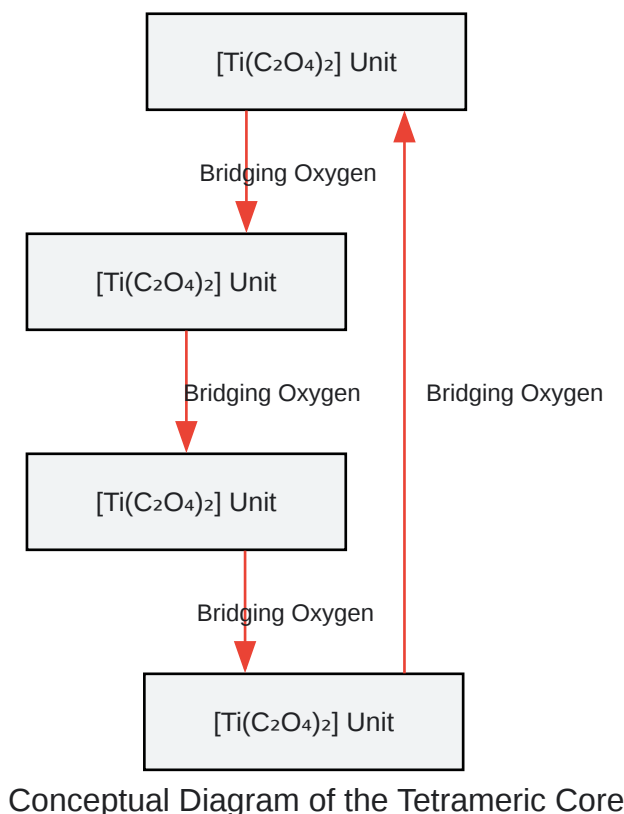 [Ti(C₂O₄)₂] Unit
Bridging Oxygen
[Ti(C₂O₄)₂] Unit
Bridging Oxygen
Bridging Oxygen
[Ti(C₂O₄)₂] Unit
Bridging Oxygen
[Ti(C₂O₄)₂] Unit
Conceptual Diagram of the Tetrameric Core